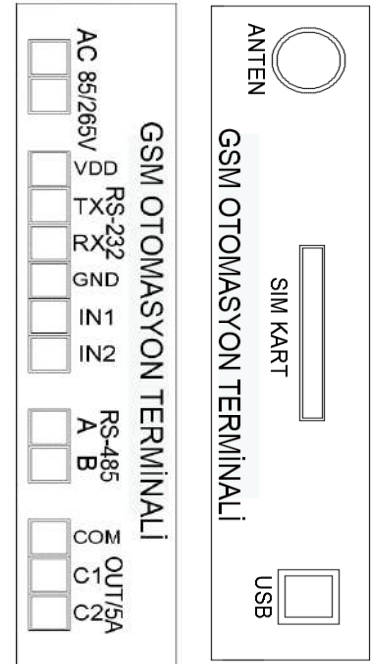 AC 85/265V
VDD
TX
RX
GND
RS-232
IN1
IN2
RS-485
A
B
COM
C1
C2
OUT/5A
GSM OTOMASYON TERMİNALİ
ANTEN
SIM KART
USB
GSM OTOMASYON TERMİNALİ